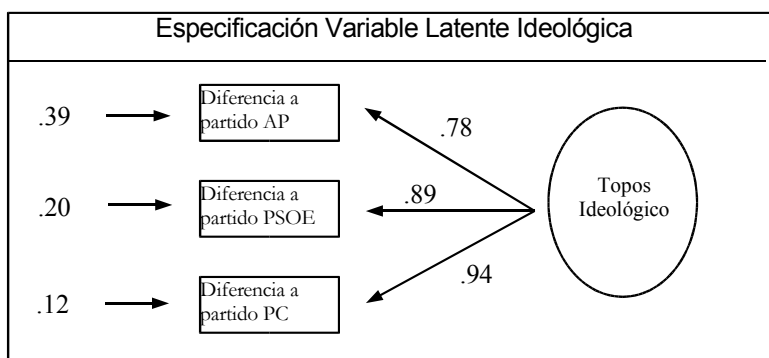 Especificación Variable Latente Ideológica
.39
Diferencia a
partido AP
.78
.20
Diferencia a
partido PSOE
.89
Topos
Ideológico
.12
Diferencia a
partido PC
.94